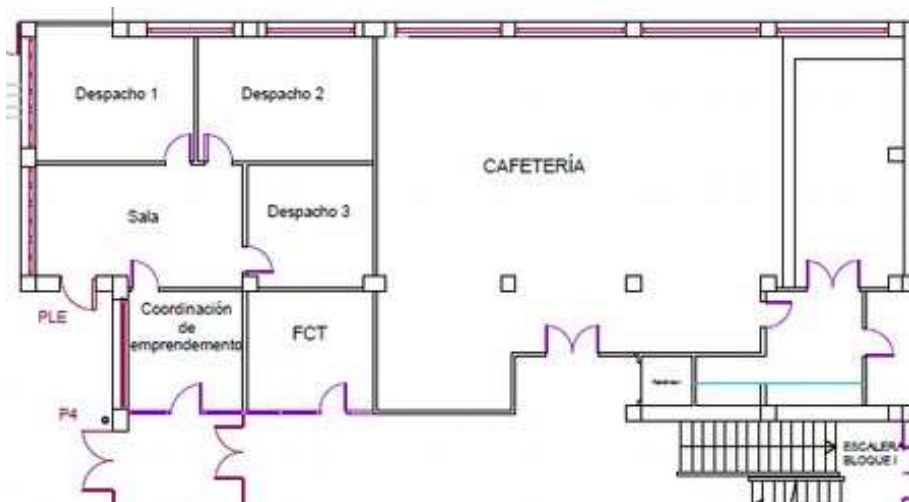 Despacho 1
Despacho 2
CAFETERÍA
Sala
Despacho 3
PLE
Coordinación
de
emprendemento
FCT
P4
ESCALERA
BLOQUE I